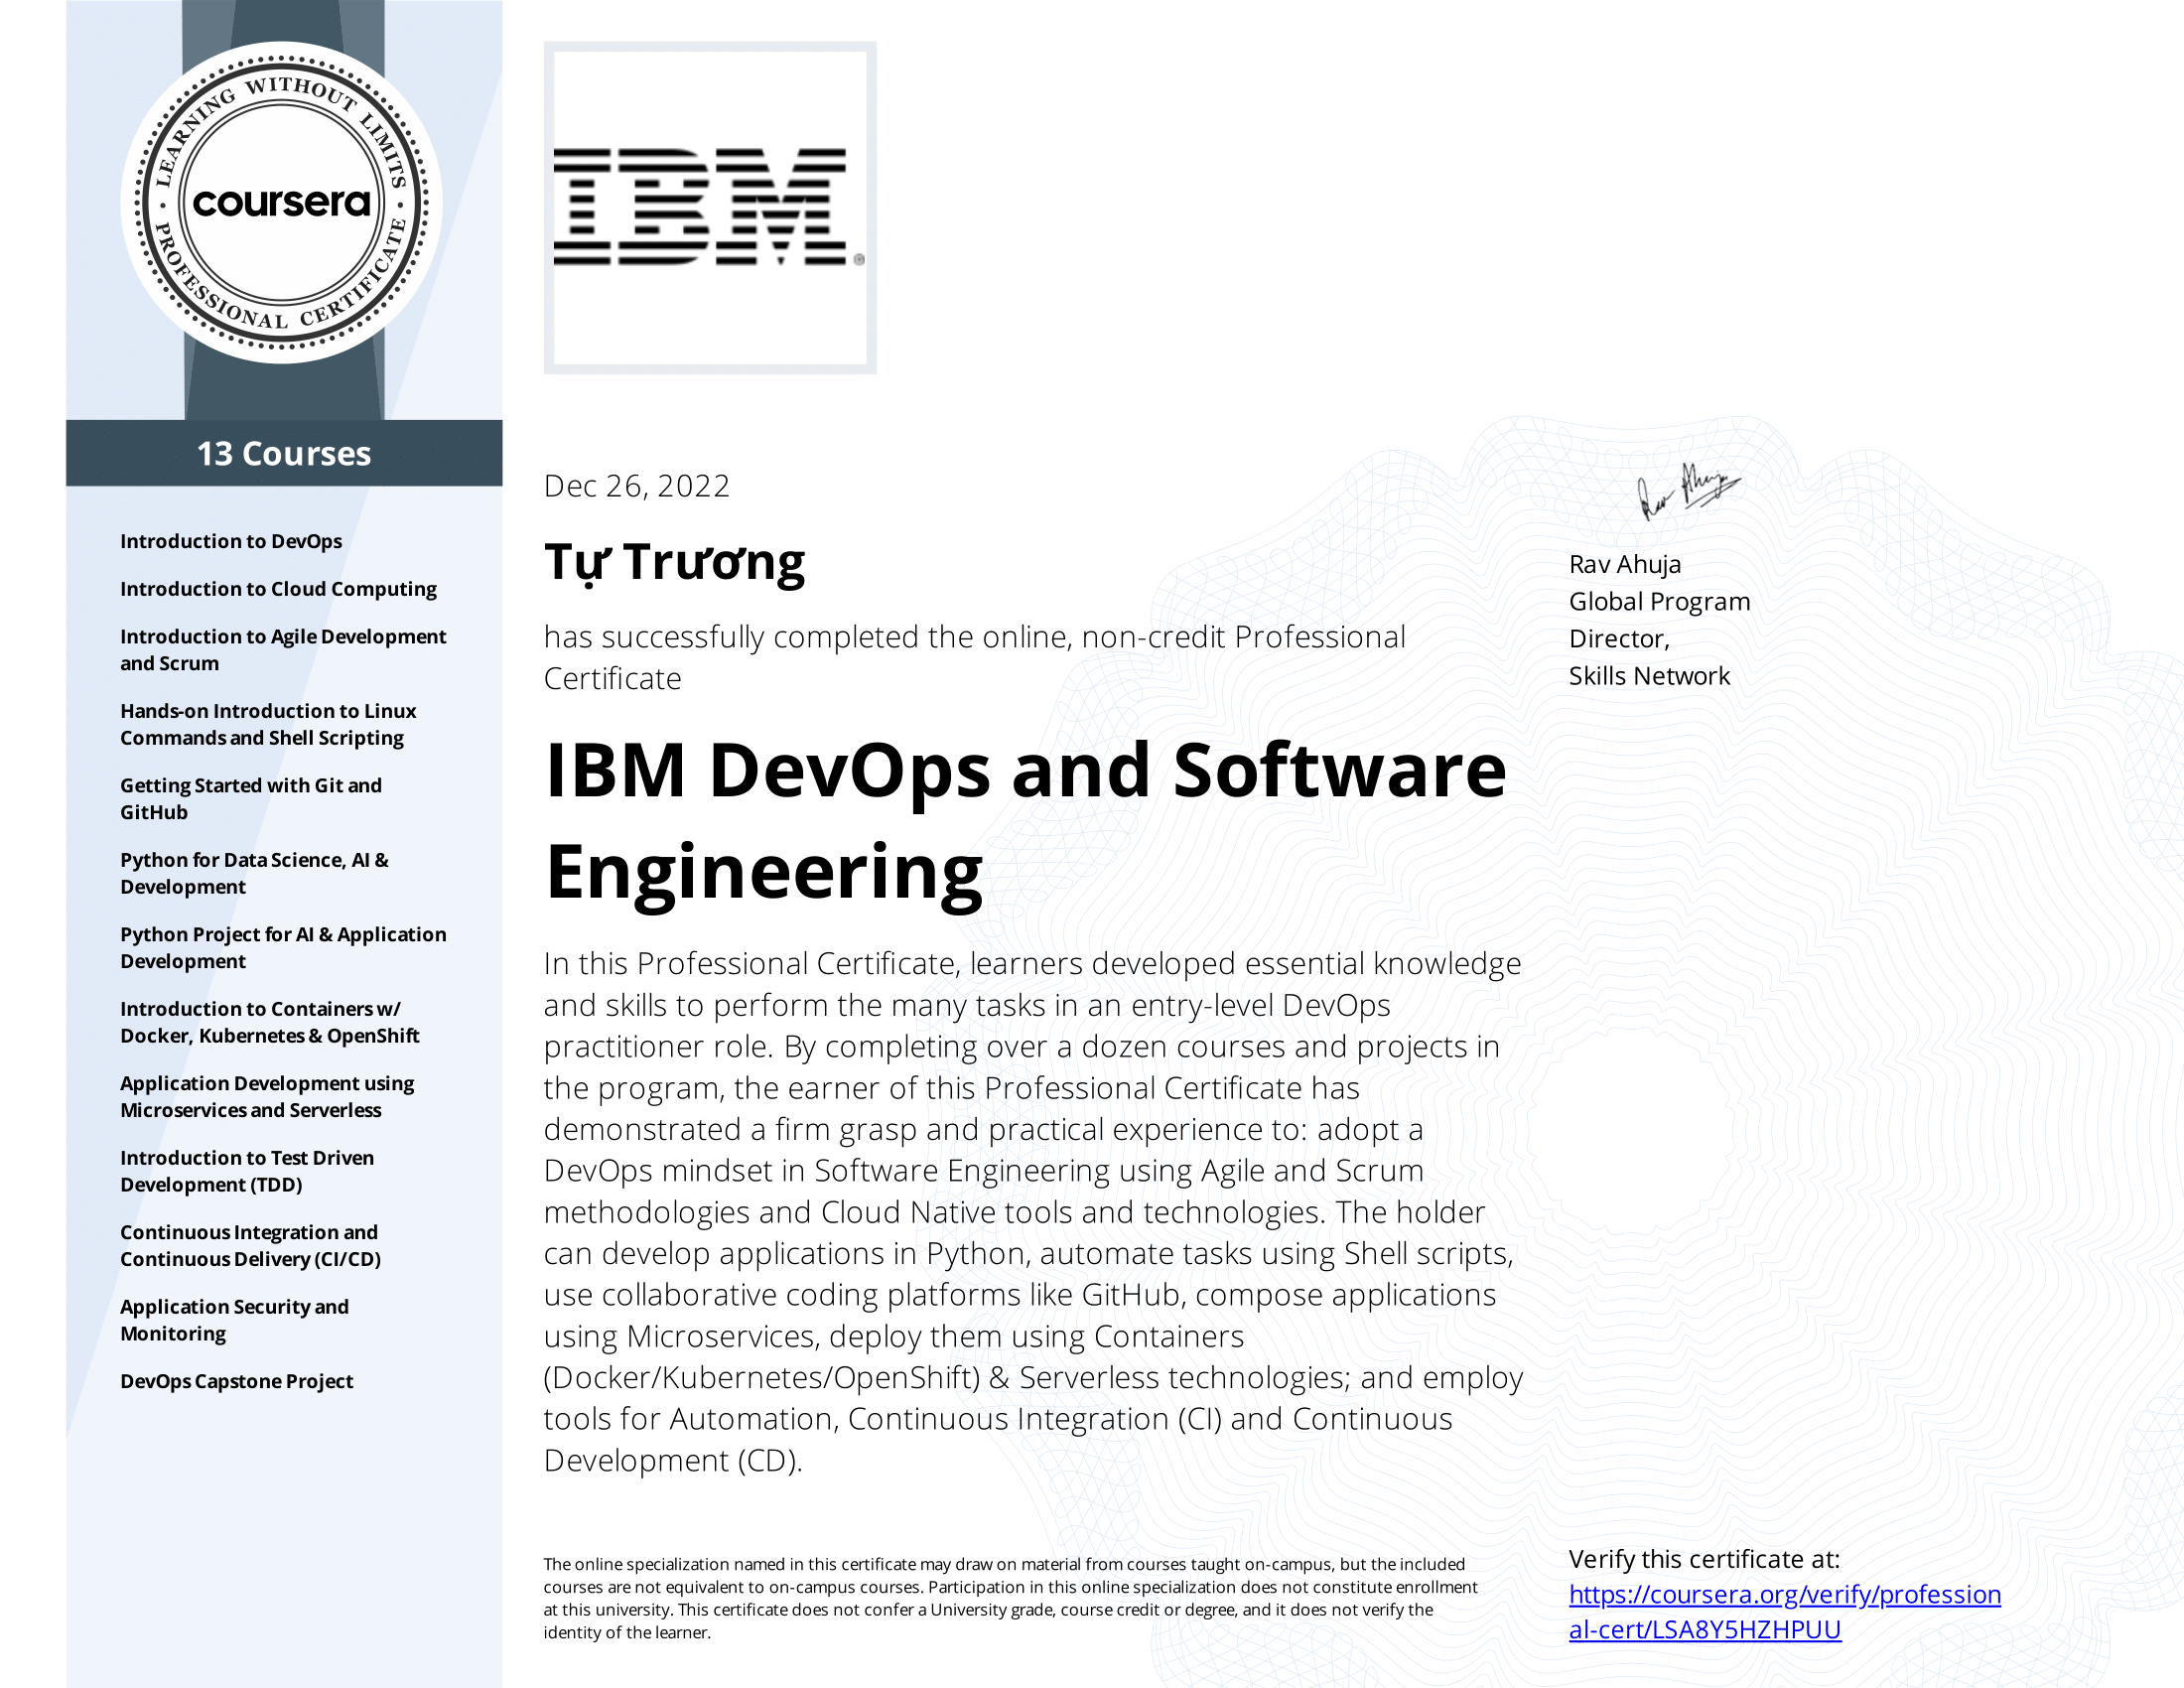 LEARNING WITHOUT LIMITS
coursera
PROFESSIONAL CERTIFICATE
13 Courses
Introduction to DevOps
Introduction to Cloud Computing
Introduction to Agile Development
and Scrum
Hands-on Introduction to Linux
Commands and Shell Scripting
Getting Started with Git and
GitHub
Python for Data Science, AI &
Development
Python Project for AI & Application
Development
Introduction to Containers w/
Docker, Kubernetes & OpenShift
Application Development using
Microservices and Serverless
Introduction to Test Driven
Development (TDD)
Continuous Integration and
Continuous Delivery (CI/CD)
Application Security and
Monitoring
DevOps Capstone Project
IBM®
Dec 26, 2022
Tự Trương
has successfully completed the online, non-credit Professional
Certificate
IBM DevOps and Software
Engineering
In this Professional Certificate, learners developed essential knowledge
and skills to perform the many tasks in an entry-level DevOps
practitioner role. By completing over a dozen courses and projects in
the program, the earner of this Professional Certificate has
demonstrated a firm grasp and practical experience to: adopt a
DevOps mindset in Software Engineering using Agile and Scrum
methodologies and Cloud Native tools and technologies. The holder
can develop applications in Python, automate tasks using Shell scripts,
use collaborative coding platforms like GitHub, compose applications
using Microservices, deploy them using Containers
(Docker/Kubernetes/OpenShift) & Serverless technologies; and employ
tools for Automation, Continuous Integration (CI) and Continuous
Development (CD).
The online specialization named in this certificate may draw on material from courses taught on-campus, but the included
courses are not equivalent to on-campus courses. Participation in this online specialization does not constitute enrollment
at this university. This certificate does not confer a University grade, course credit or degree, and it does not verify the
identity of the learner.
Rav Ahuja
Rav Ahuja
Global Program
Director,
Skills Network
Verify this certificate at:
https://coursera.org/verify/profession
al-cert/LSA8Y5HZHPUU